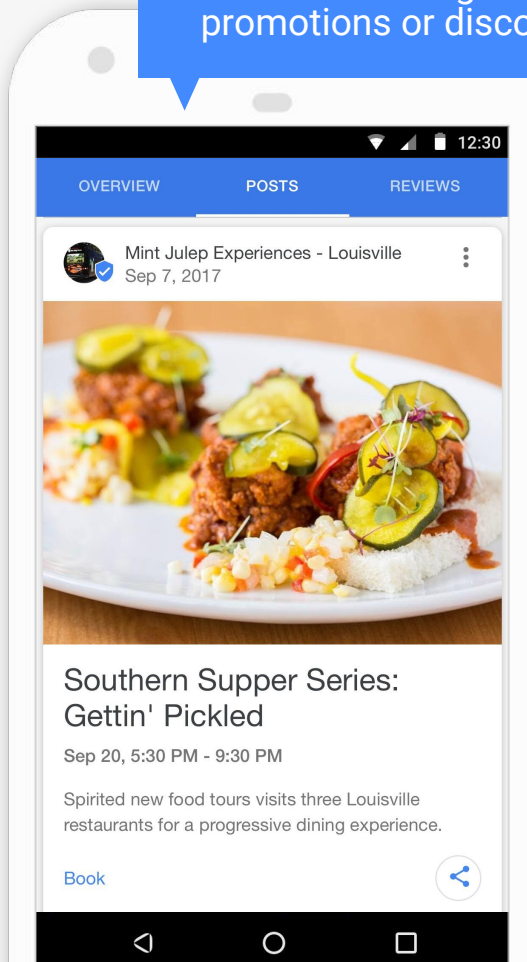 promotions or disco
12:30
OVERVIEW POSTS REVIEWS
Mint Julep Experiences - Louisville
Sep 7, 2017
Southern Supper Series:
Gettin' Pickled
Sep 20, 5:30 PM - 9:30 PM
Spirited new food tours visits three Louisville
restaurants for a progressive dining experience.
Book